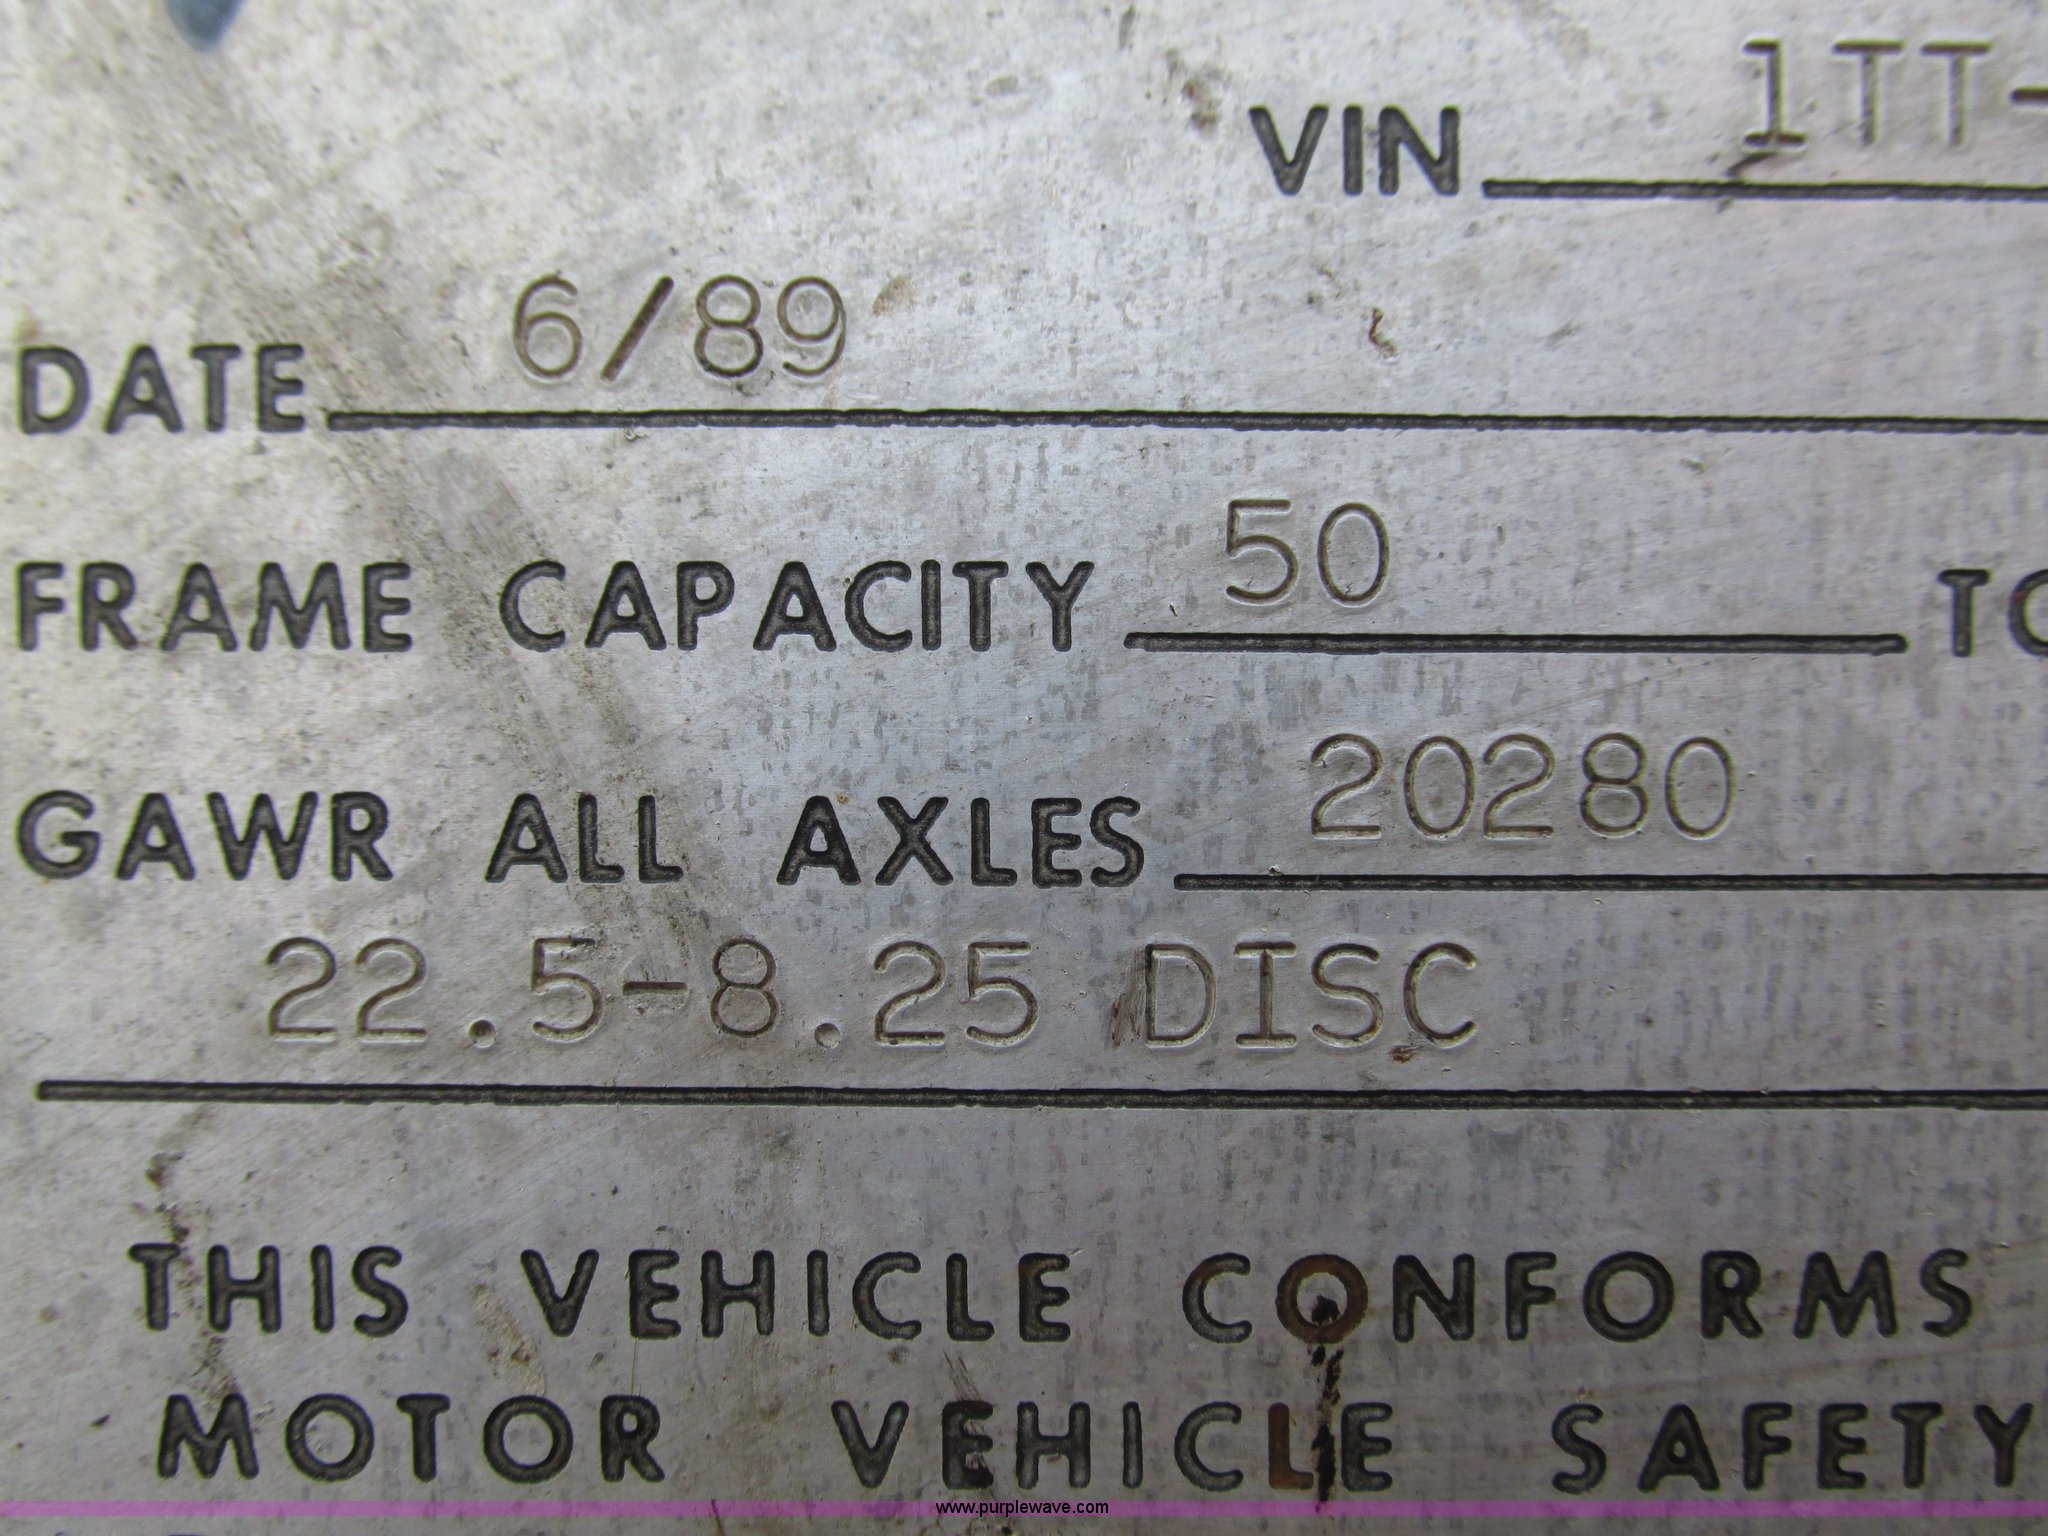 VIN 1TT-
DATE 6/89
FRAME CAPACITY 50 TO
GAWR ALL AXLES 20280
22.5-8.25 DISC
THIS VEHICLE CONFORMS
MOTOR VEHICLE SAFETY
www.purplewave.com